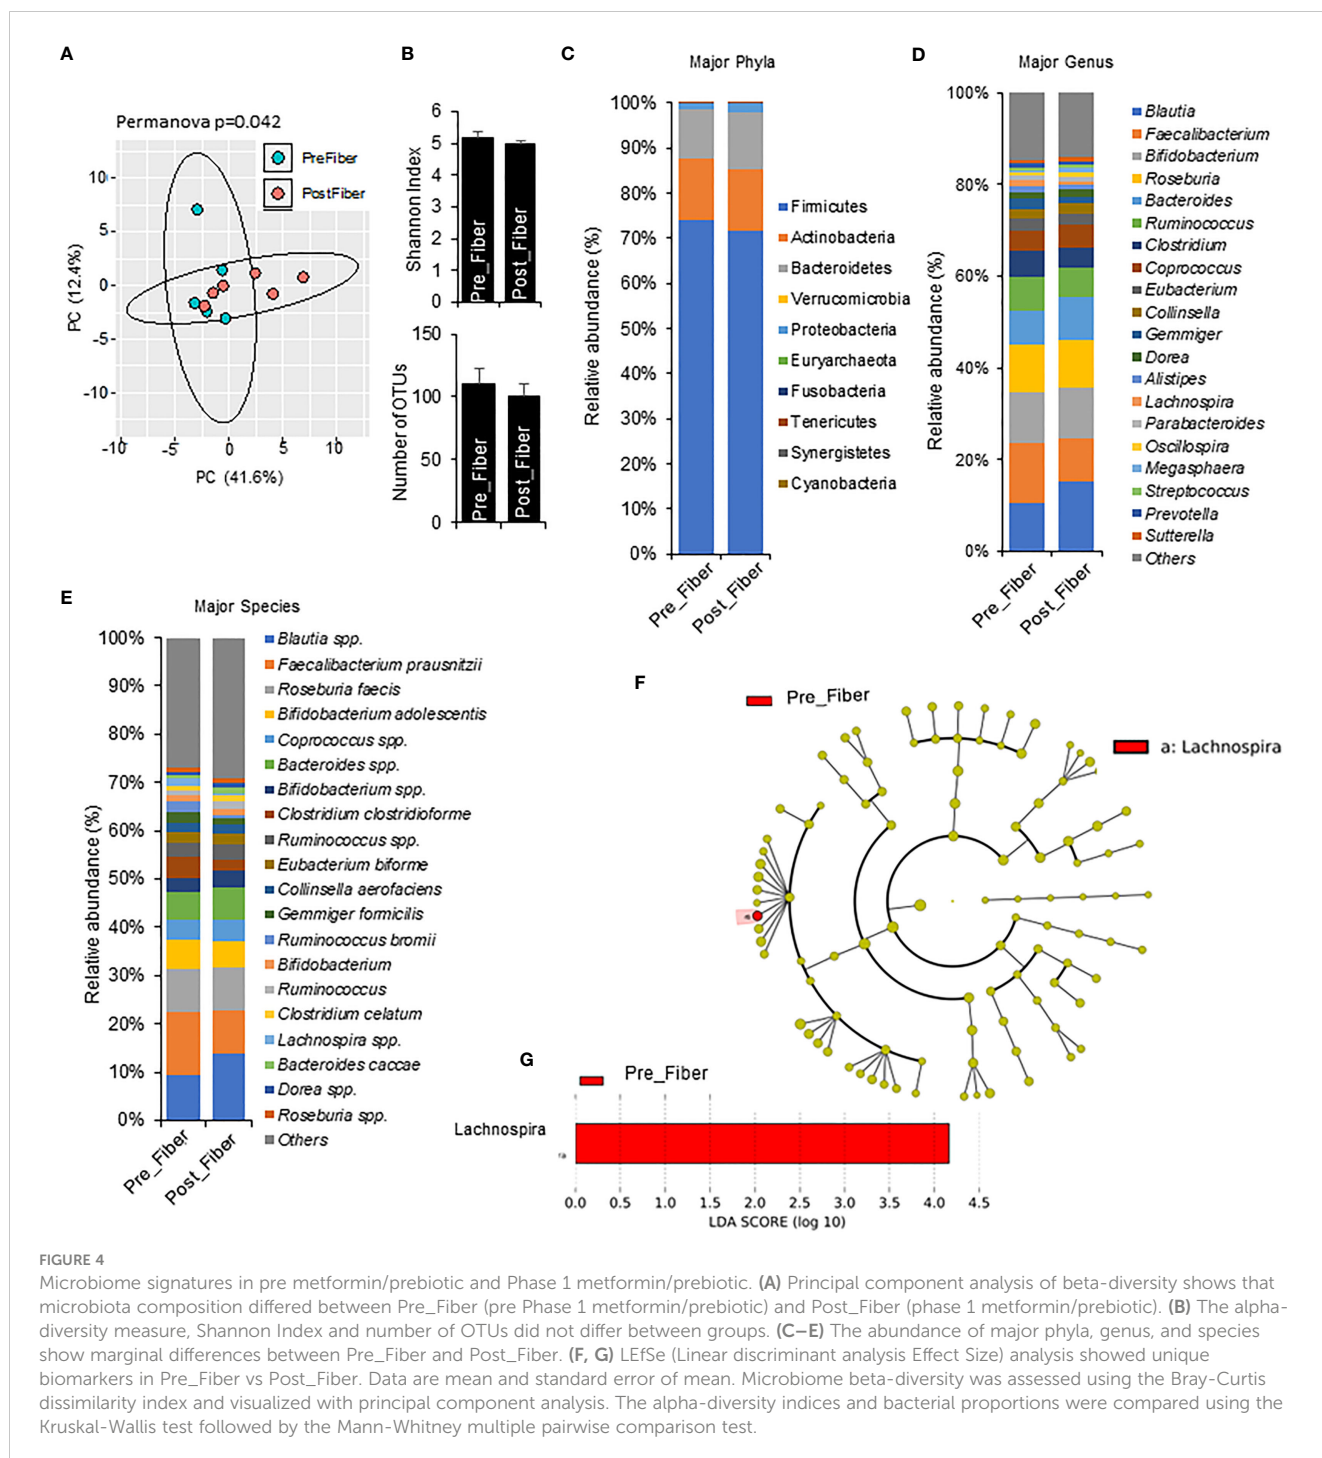 A
Permanova p=0.042
PreFiber
PostFiber
10
5
0
-5
-10
PC (12.4%)
-10
-5
0
5
10
PC (41.6%)
B
6
5
4
3
2
1
0
Shannon Index
Pre_Fiber
Post_Fiber
150
100
50
0
Number of OTUs
Pre_Fiber
Post_Fiber
C
Major Phyla
100%
90%
80%
70%
60%
50%
40%
30%
20%
10%
0%
Relative abundance (%)
Pre_Fiber
Post_Fiber
Firmicutes
Actinobacteria
Bacteroidetes
Verrucomicrobia
Proteobacteria
Euryarchaeota
Fusobacteria
Tenericutes
Synergistetes
Cyanobacteria
D
Major Genus
100%
80%
60%
40%
20%
0%
Relative abundance (%)
Pre_Fiber
Post_Fiber
Blautia
Faecalibacterium
Bifidobacterium
Roseburia
Bacteroides
Ruminococcus
Clostridium
Coprococcus
Eubacterium
Collinsella
Gemmiger
Dorea
Alistipes
Lachnospira
Parabacteroides
Oscillospira
Megasphaera
Streptococcus
Prevotella
Sutterella
Others
E
Major Species
100%
90%
80%
70%
60%
50%
40%
30%
20%
10%
0%
Relative abundance (%)
Pre_Fiber
Post_Fiber
Blautia spp.
Faecalibacterium prausnitzii
Roseburia faecis
Bifidobacterium adolescentis
Coprococcus spp.
Bacteroides spp.
Bifidobacterium spp.
Clostridium clostridioforme
Ruminococcus spp.
Eubacterium biforme
Collinsella aerofaciens
Gemmiger formicilis
Ruminococcus bromii
Bifidobacterium
Ruminococcus
Clostridium celatum
Lachnospira spp.
Bacteroides caccae
Dorea spp.
Roseburia spp.
Others
F
Pre_Fiber
a: Lachnospira
a
G
Pre_Fiber
Lachnospira
0.0 0.5 1.0 1.5 2.0 2.5 3.0 3.5 4.0 4.5
LDA SCORE (log 10)
FIGURE 4
Microbiome signatures in pre metformin/prebiotic and Phase 1 metformin/prebiotic. (A) Principal component analysis of beta-diversity shows that
microbiota composition differed between Pre_Fiber (pre Phase 1 metformin/prebiotic) and Post_Fiber (phase 1 metformin/prebiotic). (B) The alpha-
diversity measure, Shannon Index and number of OTUs did not differ between groups. (C–E) The abundance of major phyla, genus, and species
show marginal differences between Pre_Fiber and Post_Fiber. (F, G) LEfSe (Linear discriminant analysis Effect Size) analysis showed unique
biomarkers in Pre_Fiber vs Post_Fiber. Data are mean and standard error of mean. Microbiome beta-diversity was assessed using the Bray-Curtis
dissimilarity index and visualized with principal component analysis. The alpha-diversity indices and bacterial proportions were compared using the
Kruskal-Wallis test followed by the Mann-Whitney multiple pairwise comparison test.